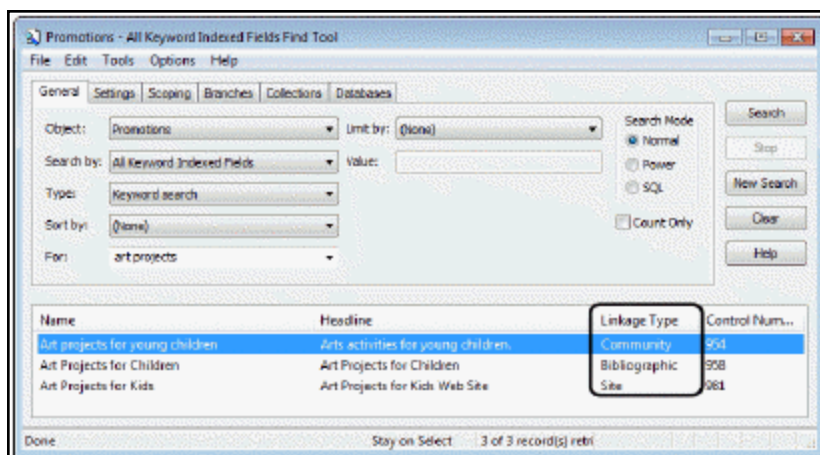 Promotions - All Keyword Indexed Fields Find Tool
File Edit Tools Options Help
General Settings Scoping Branches Collections Databases
Object: Promotions Limit by: (None) Search Mode Search
Normal
Search by: All Keyword Indexed Fields Value: Power Stop
Type: Keyword search SQL New Search
Sort by: (None) Count Only Clear
For: art projects Help
Name Headline Linkage Type Control Num...
Art projects for young children Arts activities for young children. Community 954
Art Projects for Children Art Projects for Children Bibliographic 958
Art Projects for Kids Art Projects for Kids Web Site Site 981
Done Stay on Select 3 of 3 record(s) retri